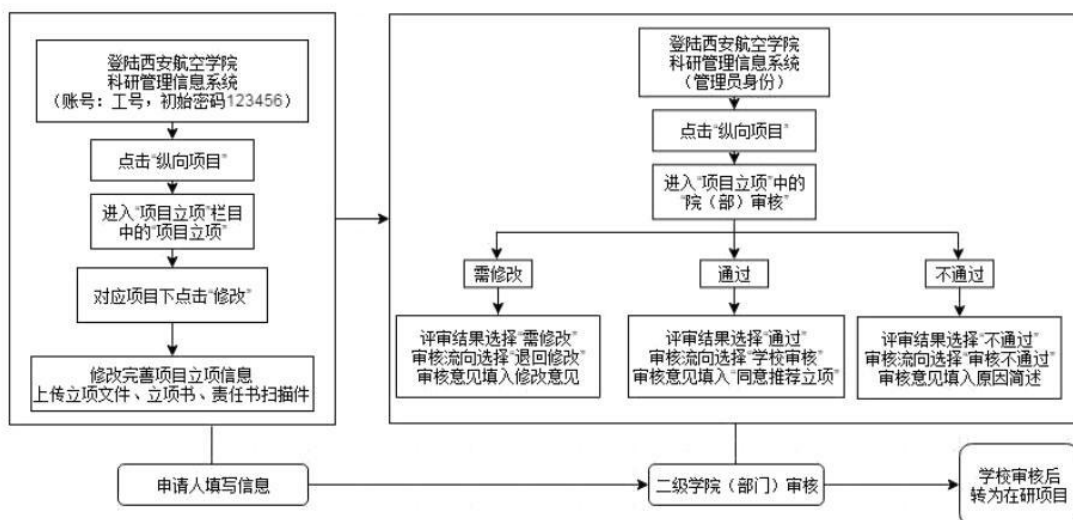 登陆西安航空学院
科研管理信息系统
（账号：工号，初始密码123456）
点击“纵向项目”
进入“项目立项”栏目
中的“项目立项”
对应项目下点击“修改”
修改完善项目立项信息
上传立项文件、立项书、责任书扫描件
登陆西安航空学院
科研管理信息系统
（管理员身份）
点击“纵向项目”
进入“项目立项”中的
“院（部）审核”
需修改
通过
不通过
评审结果选择“需修改”
审核流向选择“退回修改”
审核意见填入修改意见
评审结果选择“通过”
审核流向选择“学校审核”
审核意见填入“同意推荐立项”
评审结果选择“不通过”
审核流向选择“审核不通过”
审核意见填入原因简述
申请人填写信息
二级学院（部门）审核
学校审核后
转为在研项目